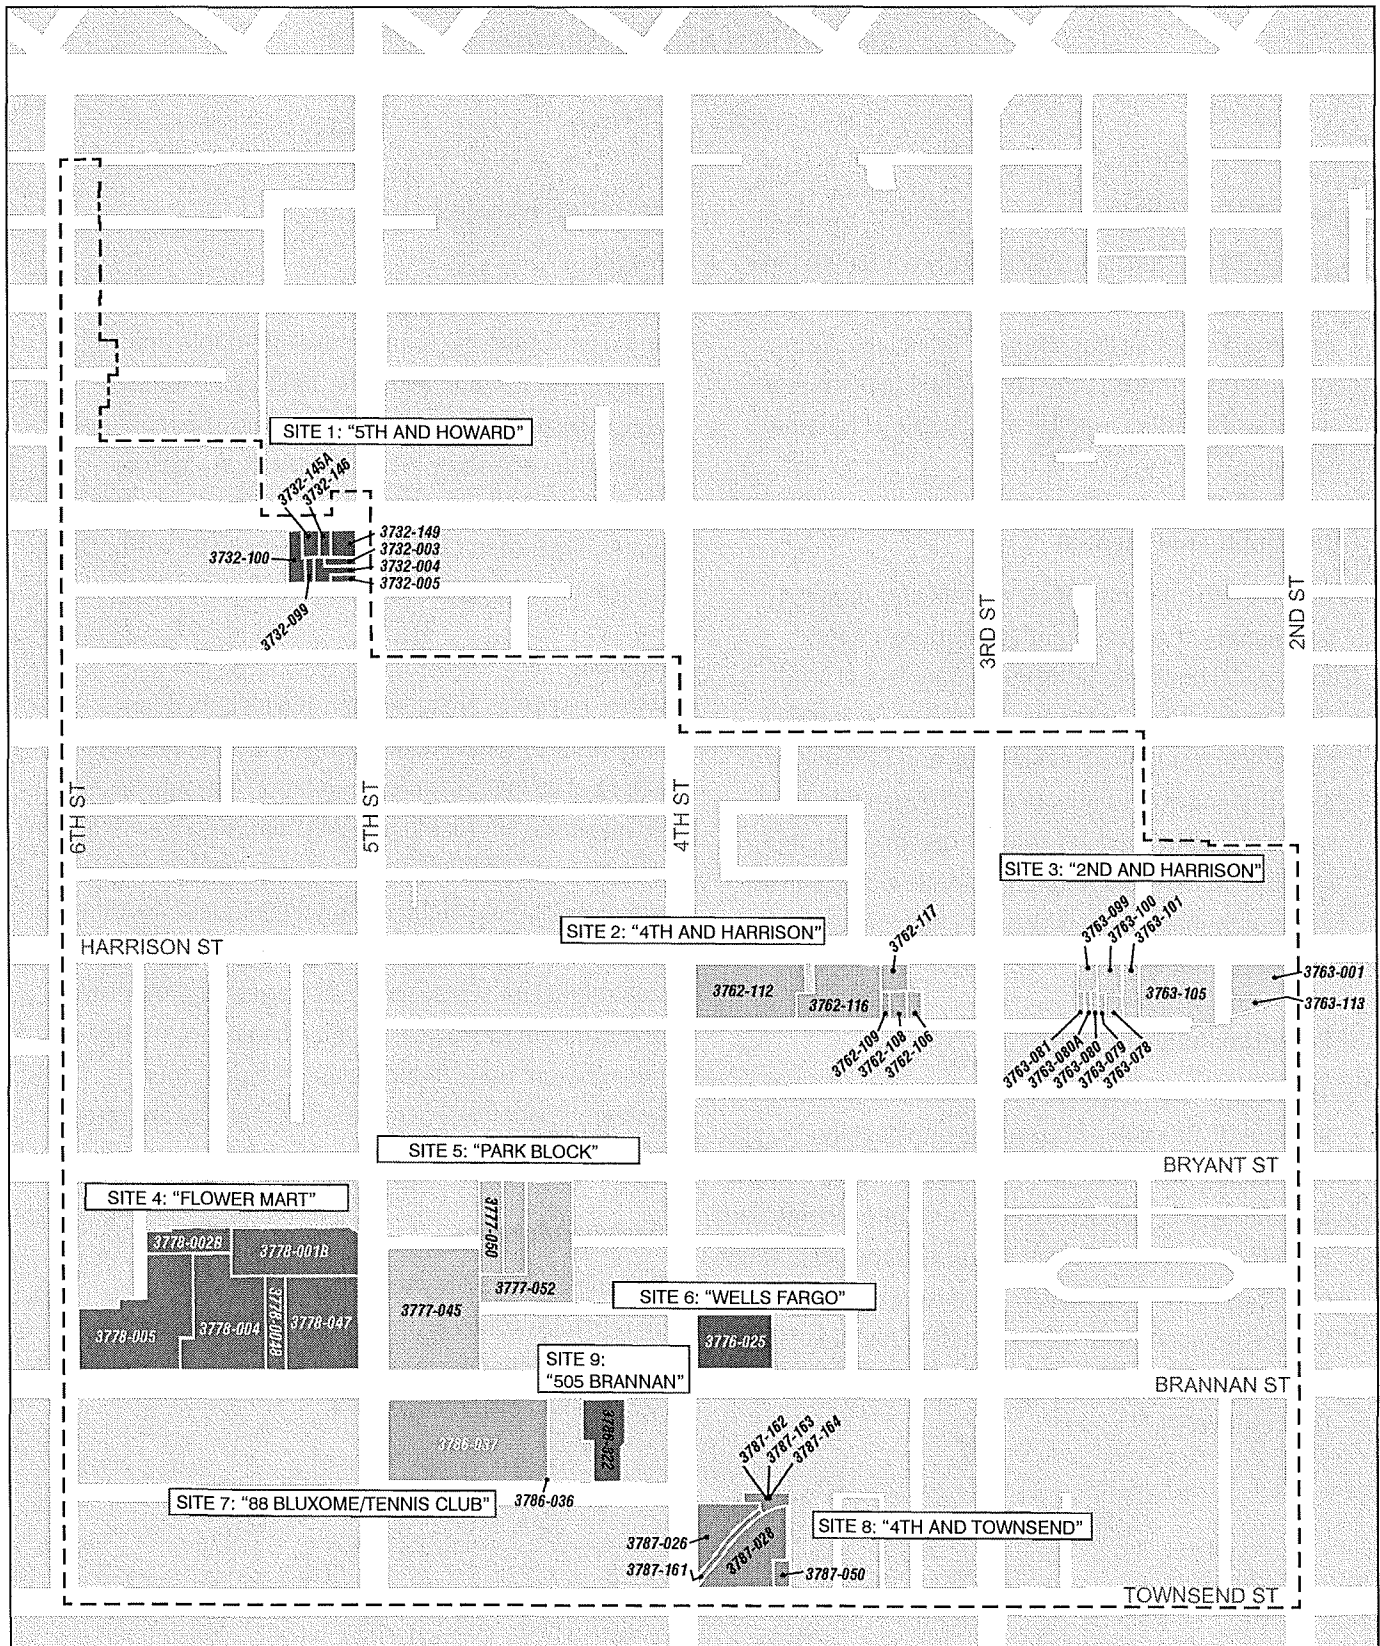 SITE 1: "5TH AND HOWARD"
3732-145A
3732-146
3732-149
3732-003
3732-100
3732-004
3732-005
3732-099
3RD ST
2ND ST
6TH ST
5TH ST
4TH ST
SITE 3: "2ND AND HARRISON"
3763-099
3763-100
3763-101
SITE 2: "4TH AND HARRISON"
3762-117
HARRISON ST
3763-001
3762-112
3762-116
3763-105
3763-113
3762-109
3762-108
3762-106
3763-081
3763-080A
3763-080
3763-079
3763-078
SITE 5: "PARK BLOCK"
BRYANT ST
SITE 4: "FLOWER MART"
3777-050
3778-002B
3778-001B
3777-052
SITE 6: "WELLS FARGO"
3777-045
3778-005
3778-004
3778-004B
3778-047
3776-025
SITE 9:
"505 BRANNAN"
BRANNAN ST
3786-037
3786-322
3787-162
3787-163
3787-164
SITE 7: "88 BLUXOME/TENNIS CLUB"
3786-036
SITE 8: "4TH AND TOWNSEND"
3787-026
3787-028
3787-161
3787-050
TOWNSEND ST